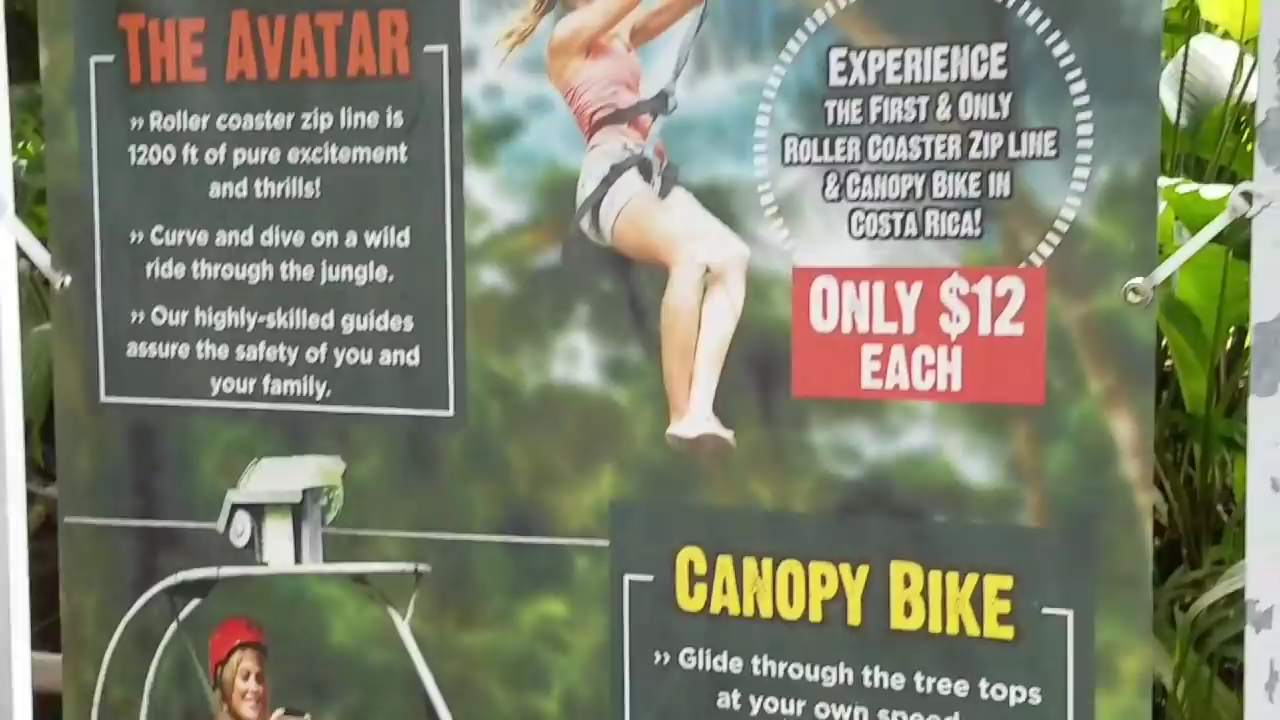 THE AVATAR
» Roller coaster zip line is
1200 ft of pure excitement
and thrills!
» Curve and dive on a wild
ride through the jungle.
» Our highly-skilled guides
assure the safety of you and
your family.
EXPERIENCE
THE FIRST & ONLY
ROLLER COASTER ZIP LINE
& CANOPY BIKE IN
COSTA RICA!
ONLY $12
EACH
CANOPY BIKE
» Glide through the tree tops
at your own speed.